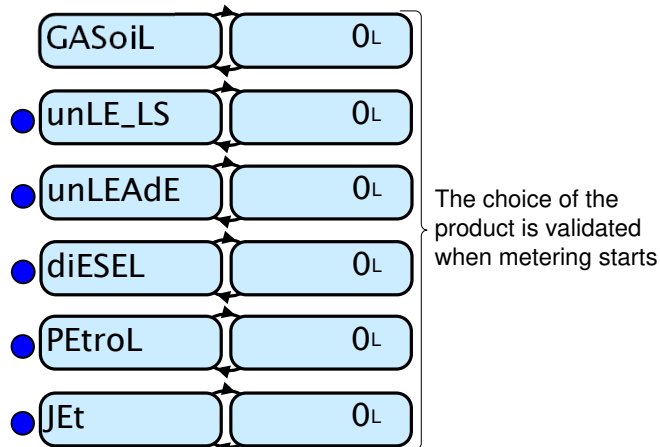 GASoiL 0L
unLE_LS 0L
unLEAdE 0L
The choice of the
product is validated
when metering starts
diESEL 0L
PEtroL 0L
JEt 0L